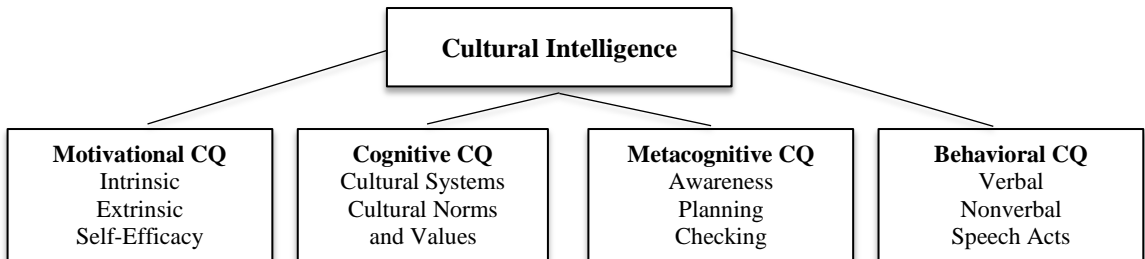 Cultural Intelligence
Motivational CQ
Intrinsic
Extrinsic
Self-Efficacy
Cognitive CQ
Cultural Systems
Cultural Norms
and Values
Metacognitive CQ
Awareness
Planning
Checking
Behavioral CQ
Verbal
Nonverbal
Speech Acts